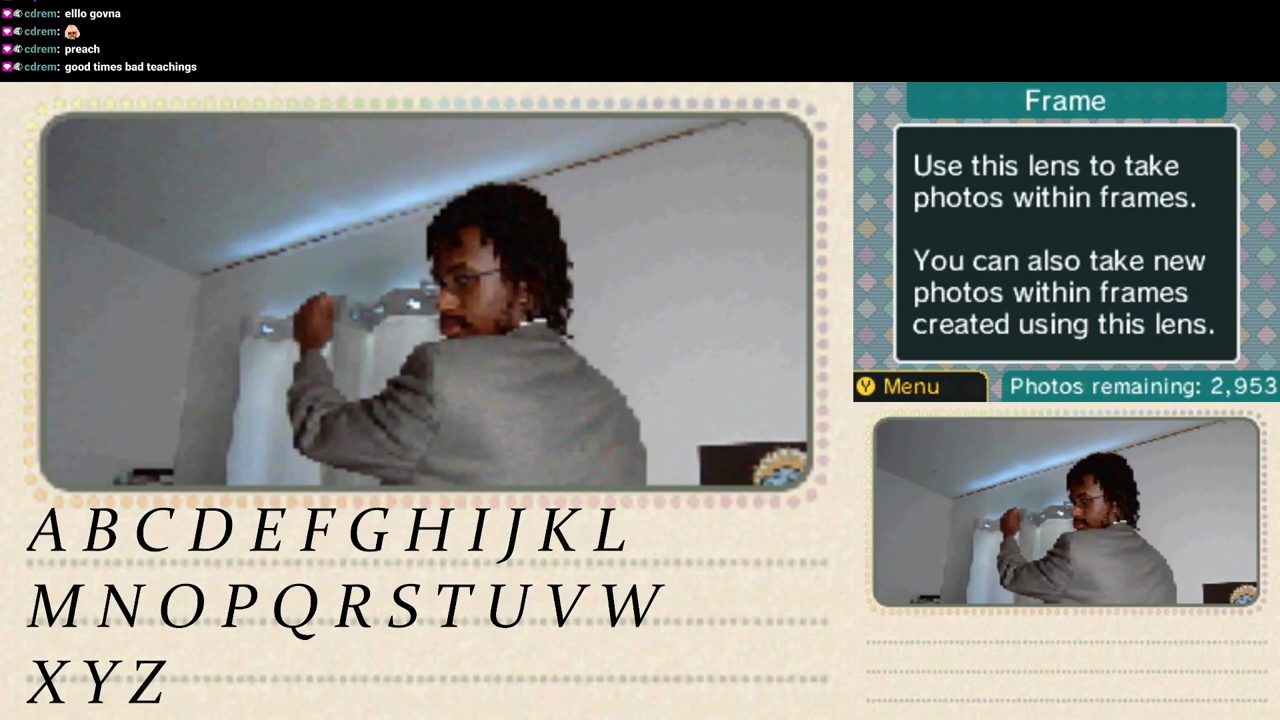 cdrem: elllo govna
cdrem:
cdrem: preach
cdrem: good times bad teachings
Frame
Use this lens to take
photos within frames.
You can also take new
photos within frames
created using this lens.
Y Menu
Photos remaining: 2,953
A B C D E F G H I J K L
M N O P Q R S T U V W
X Y Z